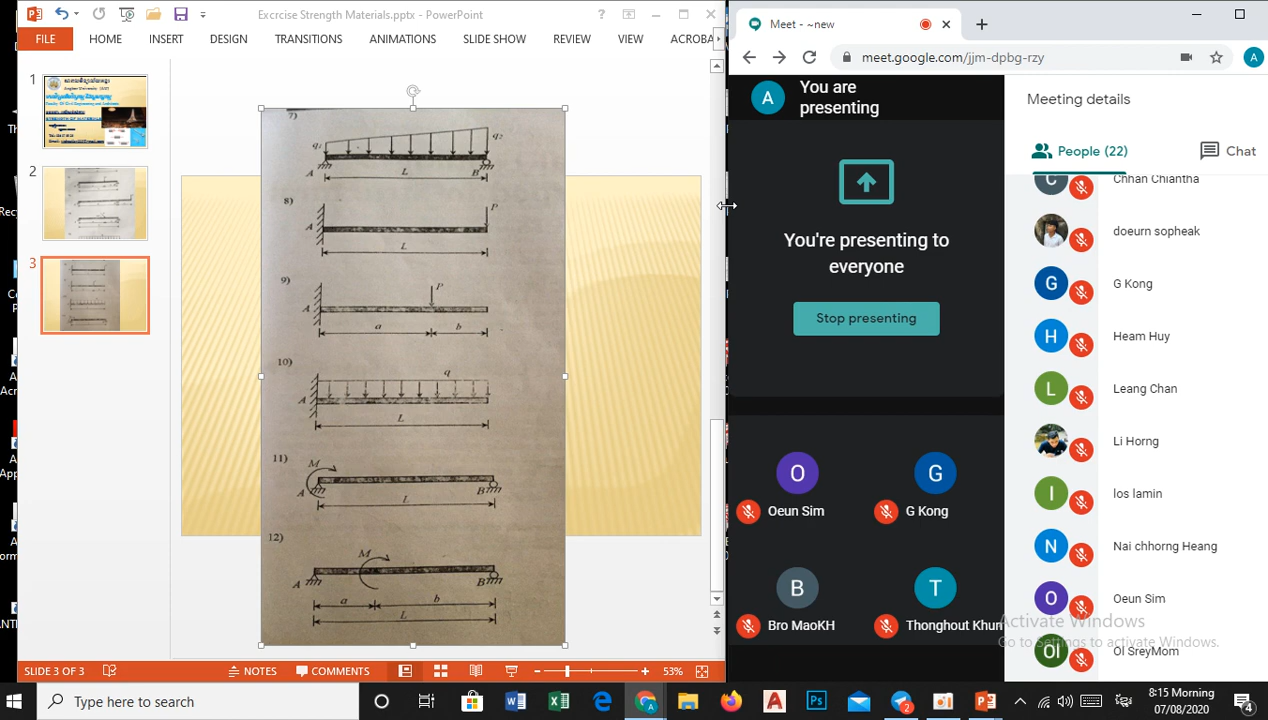 Excrcise Strength Materials.pptx - PowerPoint
FILE HOME INSERT DESIGN TRANSITIONS ANIMATIONS SLIDE SHOW REVIEW VIEW ACROBA
1
2
3
7)
q1 q2
A B
L
8)
P
A
L
9)
P
A
a b
10)
q
A
L
11)
M
A B
L
12)
M
A B
a b
L
SLIDE 3 OF 3 NOTES COMMENTS 53%
Meet - ~new
meet.google.com/jjm-dpbg-rzy A
A You are
presenting
You're presenting to
everyone
Stop presenting
O G
Oeun Sim G Kong
B T
Bro MaoKH Thonghout Khun
Meeting details
People (22) Chat
C Chhan Chiantha
doeurn sopheak
G G Kong
H Heam Huy
L Leang Chan
Li Horng
l los lamin
N Nai chhorng Heang
O Oeun Sim
Ol Ol SreyMom
Activate Windows
Go to Settings to activate Windows.
Type here to search
8:15 Morning
07/08/2020